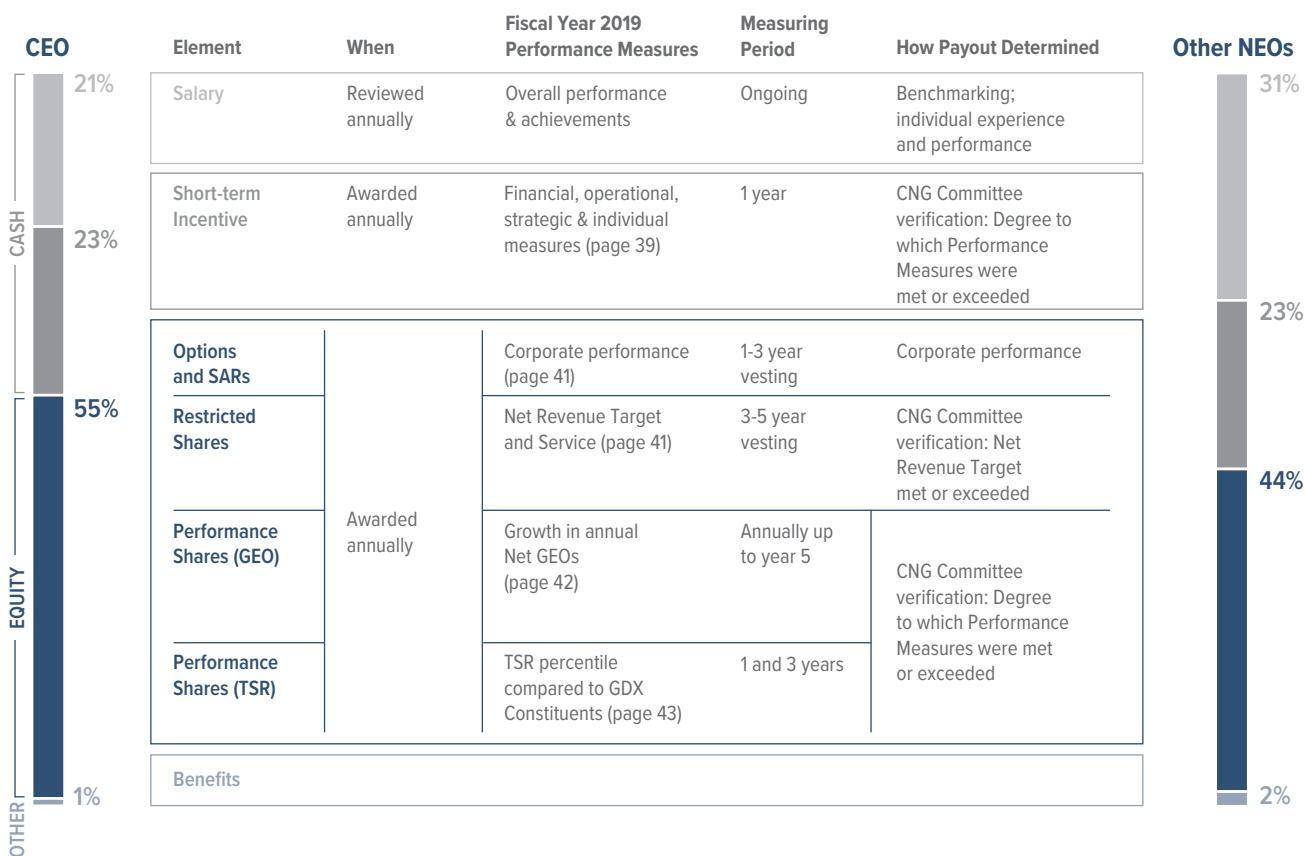 CEO
Element
When
Fiscal Year 2019
Performance Measures
Measuring
Period
How Payout Determined
Other NEOs
CASH
EQUITY
OTHER
21%
23%
55%
1%
Salary
Reviewed
annually
Overall performance
& achievements
Ongoing
Benchmarking;
individual experience
and performance
Short-term
Incentive
Awarded
annually
Financial, operational,
strategic & individual
measures (page 39)
1 year
CNG Committee
verification: Degree to
which Performance
Measures were
met or exceeded
Options
and SARs
Corporate performance
(page 41)
1-3 year
vesting
Corporate performance
Restricted
Shares
Net Revenue Target
and Service (page 41)
3-5 year
vesting
CNG Committee
verification: Net
Revenue Target
met or exceeded
Awarded
annually
Performance
Shares (GEO)
Growth in annual
Net GEOs
(page 42)
Annually up
to year 5
CNG Committee
verification: Degree
to which Performance
Measures were met
or exceeded
Performance
Shares (TSR)
TSR percentile
compared to GDX
Constituents (page 43)
1 and 3 years
Benefits
31%
23%
44%
2%